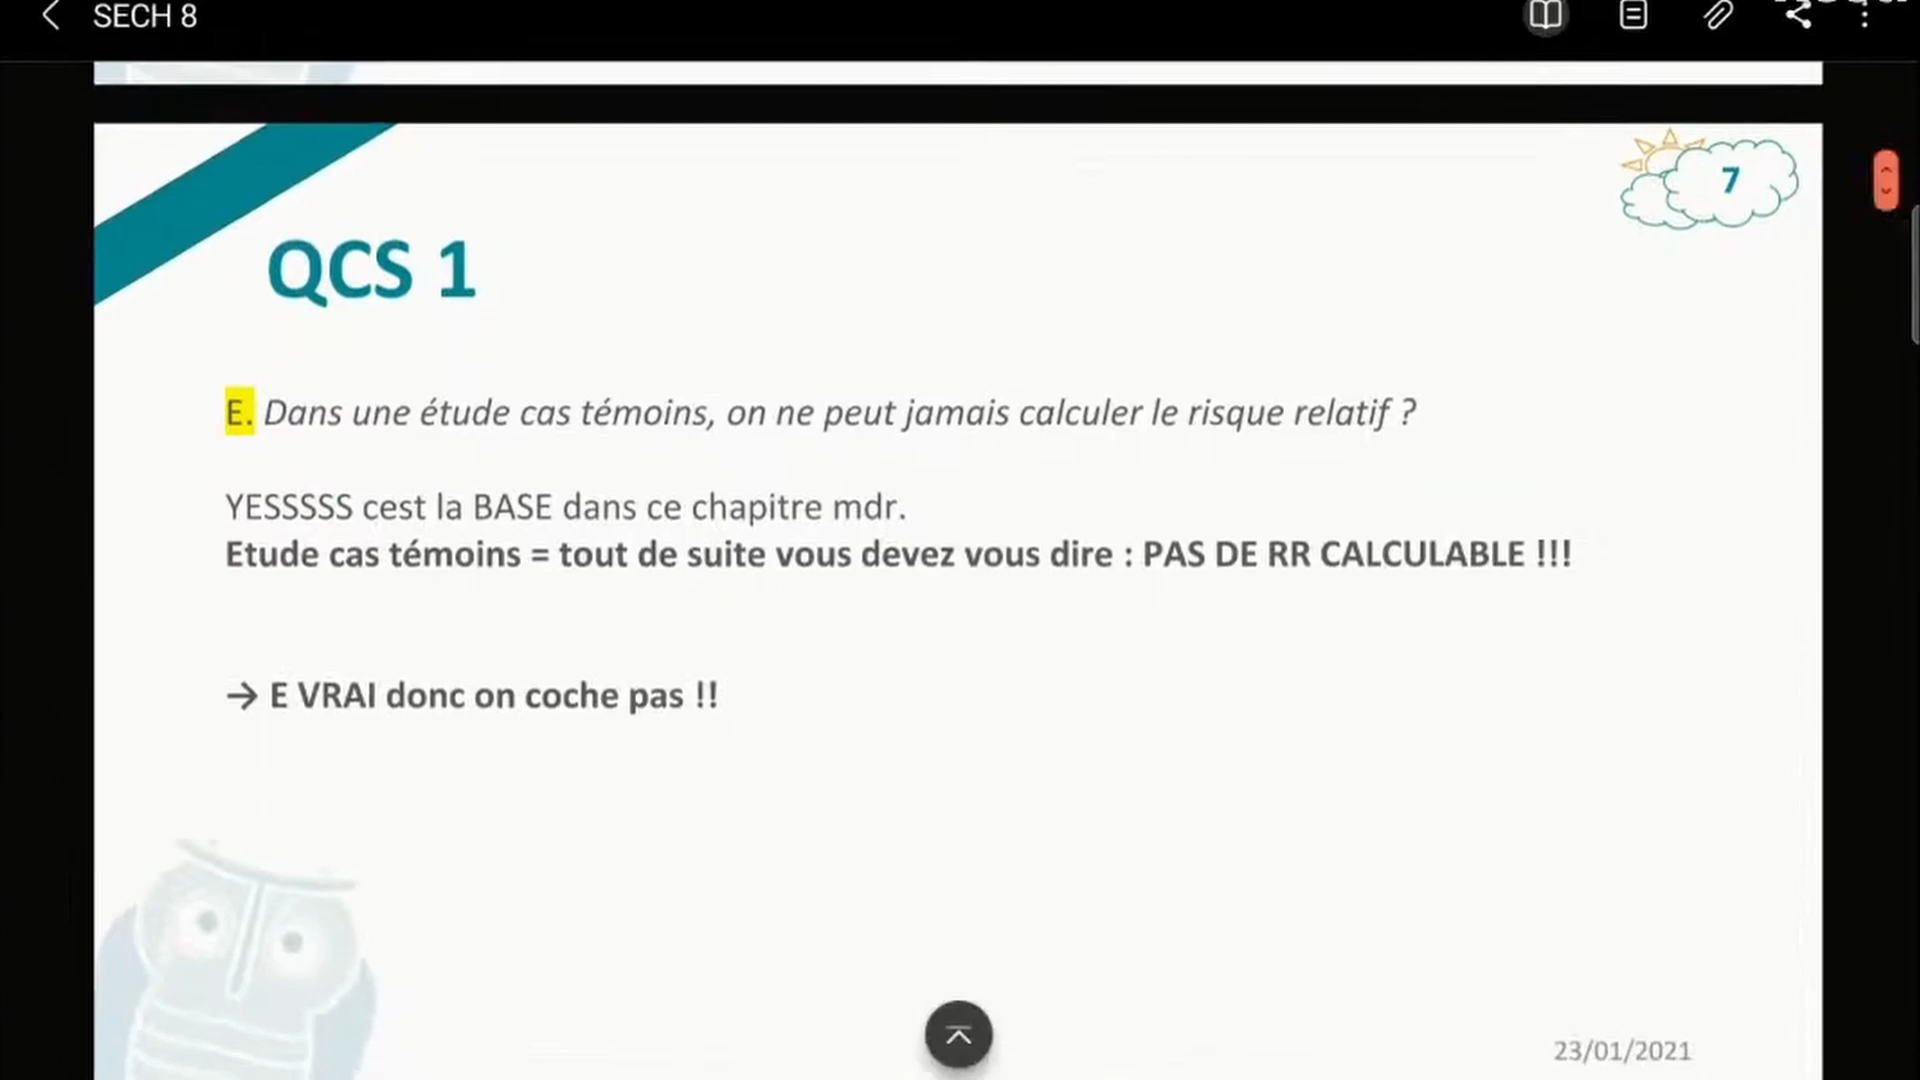 SECH 8
7
QCS 1
E. Dans une étude cas témoins, on ne peut jamais calculer le risque relatif ?
YESSSSS cest la BASE dans ce chapitre mdr.
Etude cas témoins = tout de suite vous devez vous dire : PAS DE RR CALCULABLE !!!
→ E VRAI donc on coche pas !!
23/01/2021